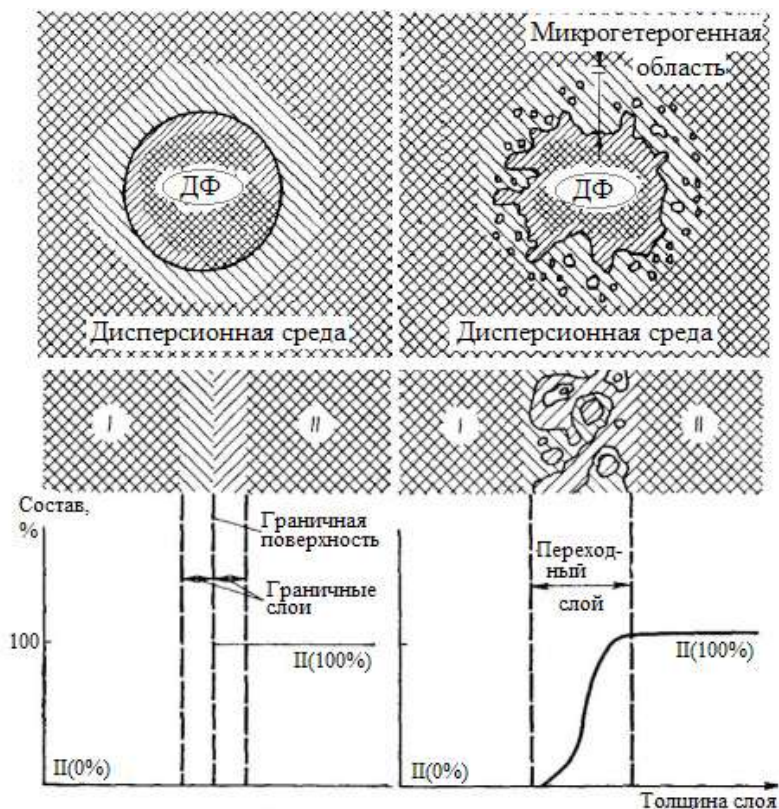 ДФ
Дисперсионная среда
Микрогетерогенная
область
ДФ
Дисперсионная среда
I
II
I
II
Состав,
%
Граничная
поверхность
Граничные
слои
100
II(100%)
II(0%)
Переход-
ный
слой
II(100%)
II(0%)
Толщина слоя